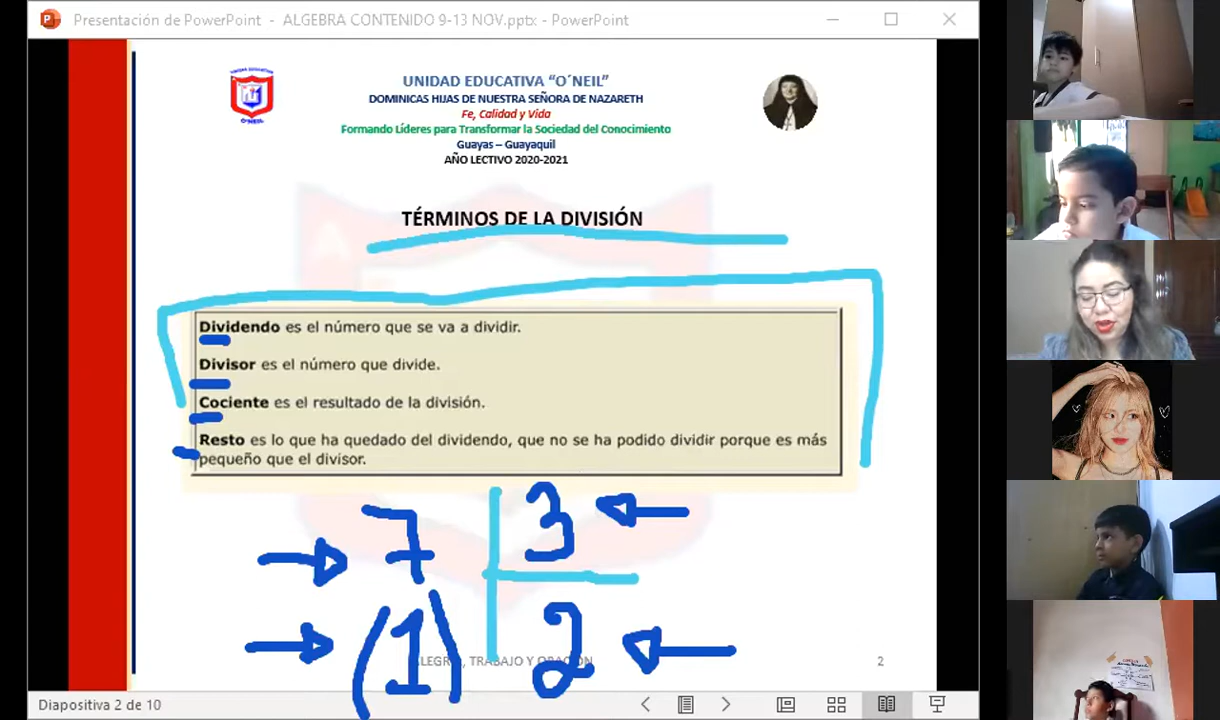 Presentación de PowerPoint - ALGEBRA CONTENIDO 9-13 NOV.pptx - PowerPoint
UNIDAD EDUCATIVA “O´NEIL”
DOMINICAS HIJAS DE NUESTRA SEÑORA DE NAZARETH
Fe, Calidad y Vida
Formando Líderes para Transformar la Sociedad del Conocimiento
Guayas – Guayaquil
AÑO LECTIVO 2020-2021
TÉRMINOS DE LA DIVISIÓN
Dividendo es el número que se va a dividir.
Divisor es el número que divide.
Cociente es el resultado de la división.
Resto es lo que ha quedado del dividendo, que no se ha podido dividir porque es más
pequeño que el divisor.
7 3
(1) 2
TRABAJO Y ORACIÓN
2
Diapositiva 2 de 10